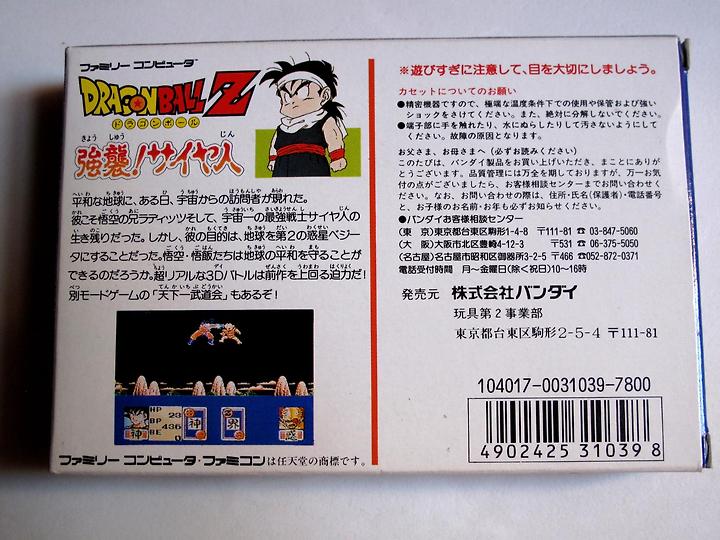 ファミリー コンピュータ
DRAGON BALL Z
ドラゴンボール
強襲!サイヤ人
平和な地球に、ある日、宇宙からの訪問者が現れた。
彼こそ悟空の兄ラディッツそして、宇宙一の最強戦士サイヤ人の
生き残りだった。しかし、彼の目的は、地球を第2の惑星ベジー
タにすることだった。悟空・悟飯たちは地球の平和を守ることが
できるのだろうか。超リアルな3Dバトルは前作を上回る迫力だ!
別モードゲームの「天下一武道会」もあるぞ!
HP 23
BP 436
BE 0
神
神
界
惑
ファミリー コンピュータ・ファミコンは任天堂の商標です。
※遊びすぎに注意して、目を大切にしましょう。
カセットについてのお願い
●精密機器ですので、極端な温度条件下での使用や保管および強い
ショックをさけてください。また、絶対に分解しないでください。
●端子部に手を触れたり、水にぬらしたりして汚さないようにして
ください。故障の原因となります。
お父さま、お母さまへ(必ずお読みください)
このたびは、バンダイ製品をお買い上げいただき、まことにありが
とうございます。品質管理には万全を期しておりますが、万一お気
付の点がございましたら、お客様相談センターまでお問い合わせく
ださい。なお、お問い合わせの際は、住所・氏名(保護者)・電話番号
と、お子様のお名前・お年も必ずお知らせください。
●バンダイお客様相談センター
(東 京)東京都台東区駒形1-4-8 〒111-81 ☎03-847-5060
(大 阪)大阪市北区豊崎4-12-3 〒531 ☎06-375-5050
(名古屋)名古屋市昭和区御器所3-2-5 〒466 ☎052-872-0371
電話受付時間 月〜金曜日(除く祝日)10〜16時
発売元 株式会社バンダイ
玩具第2事業部
東京都台東区駒形2-5-4 〒111-81
104017-0031039-7800
4902425310398